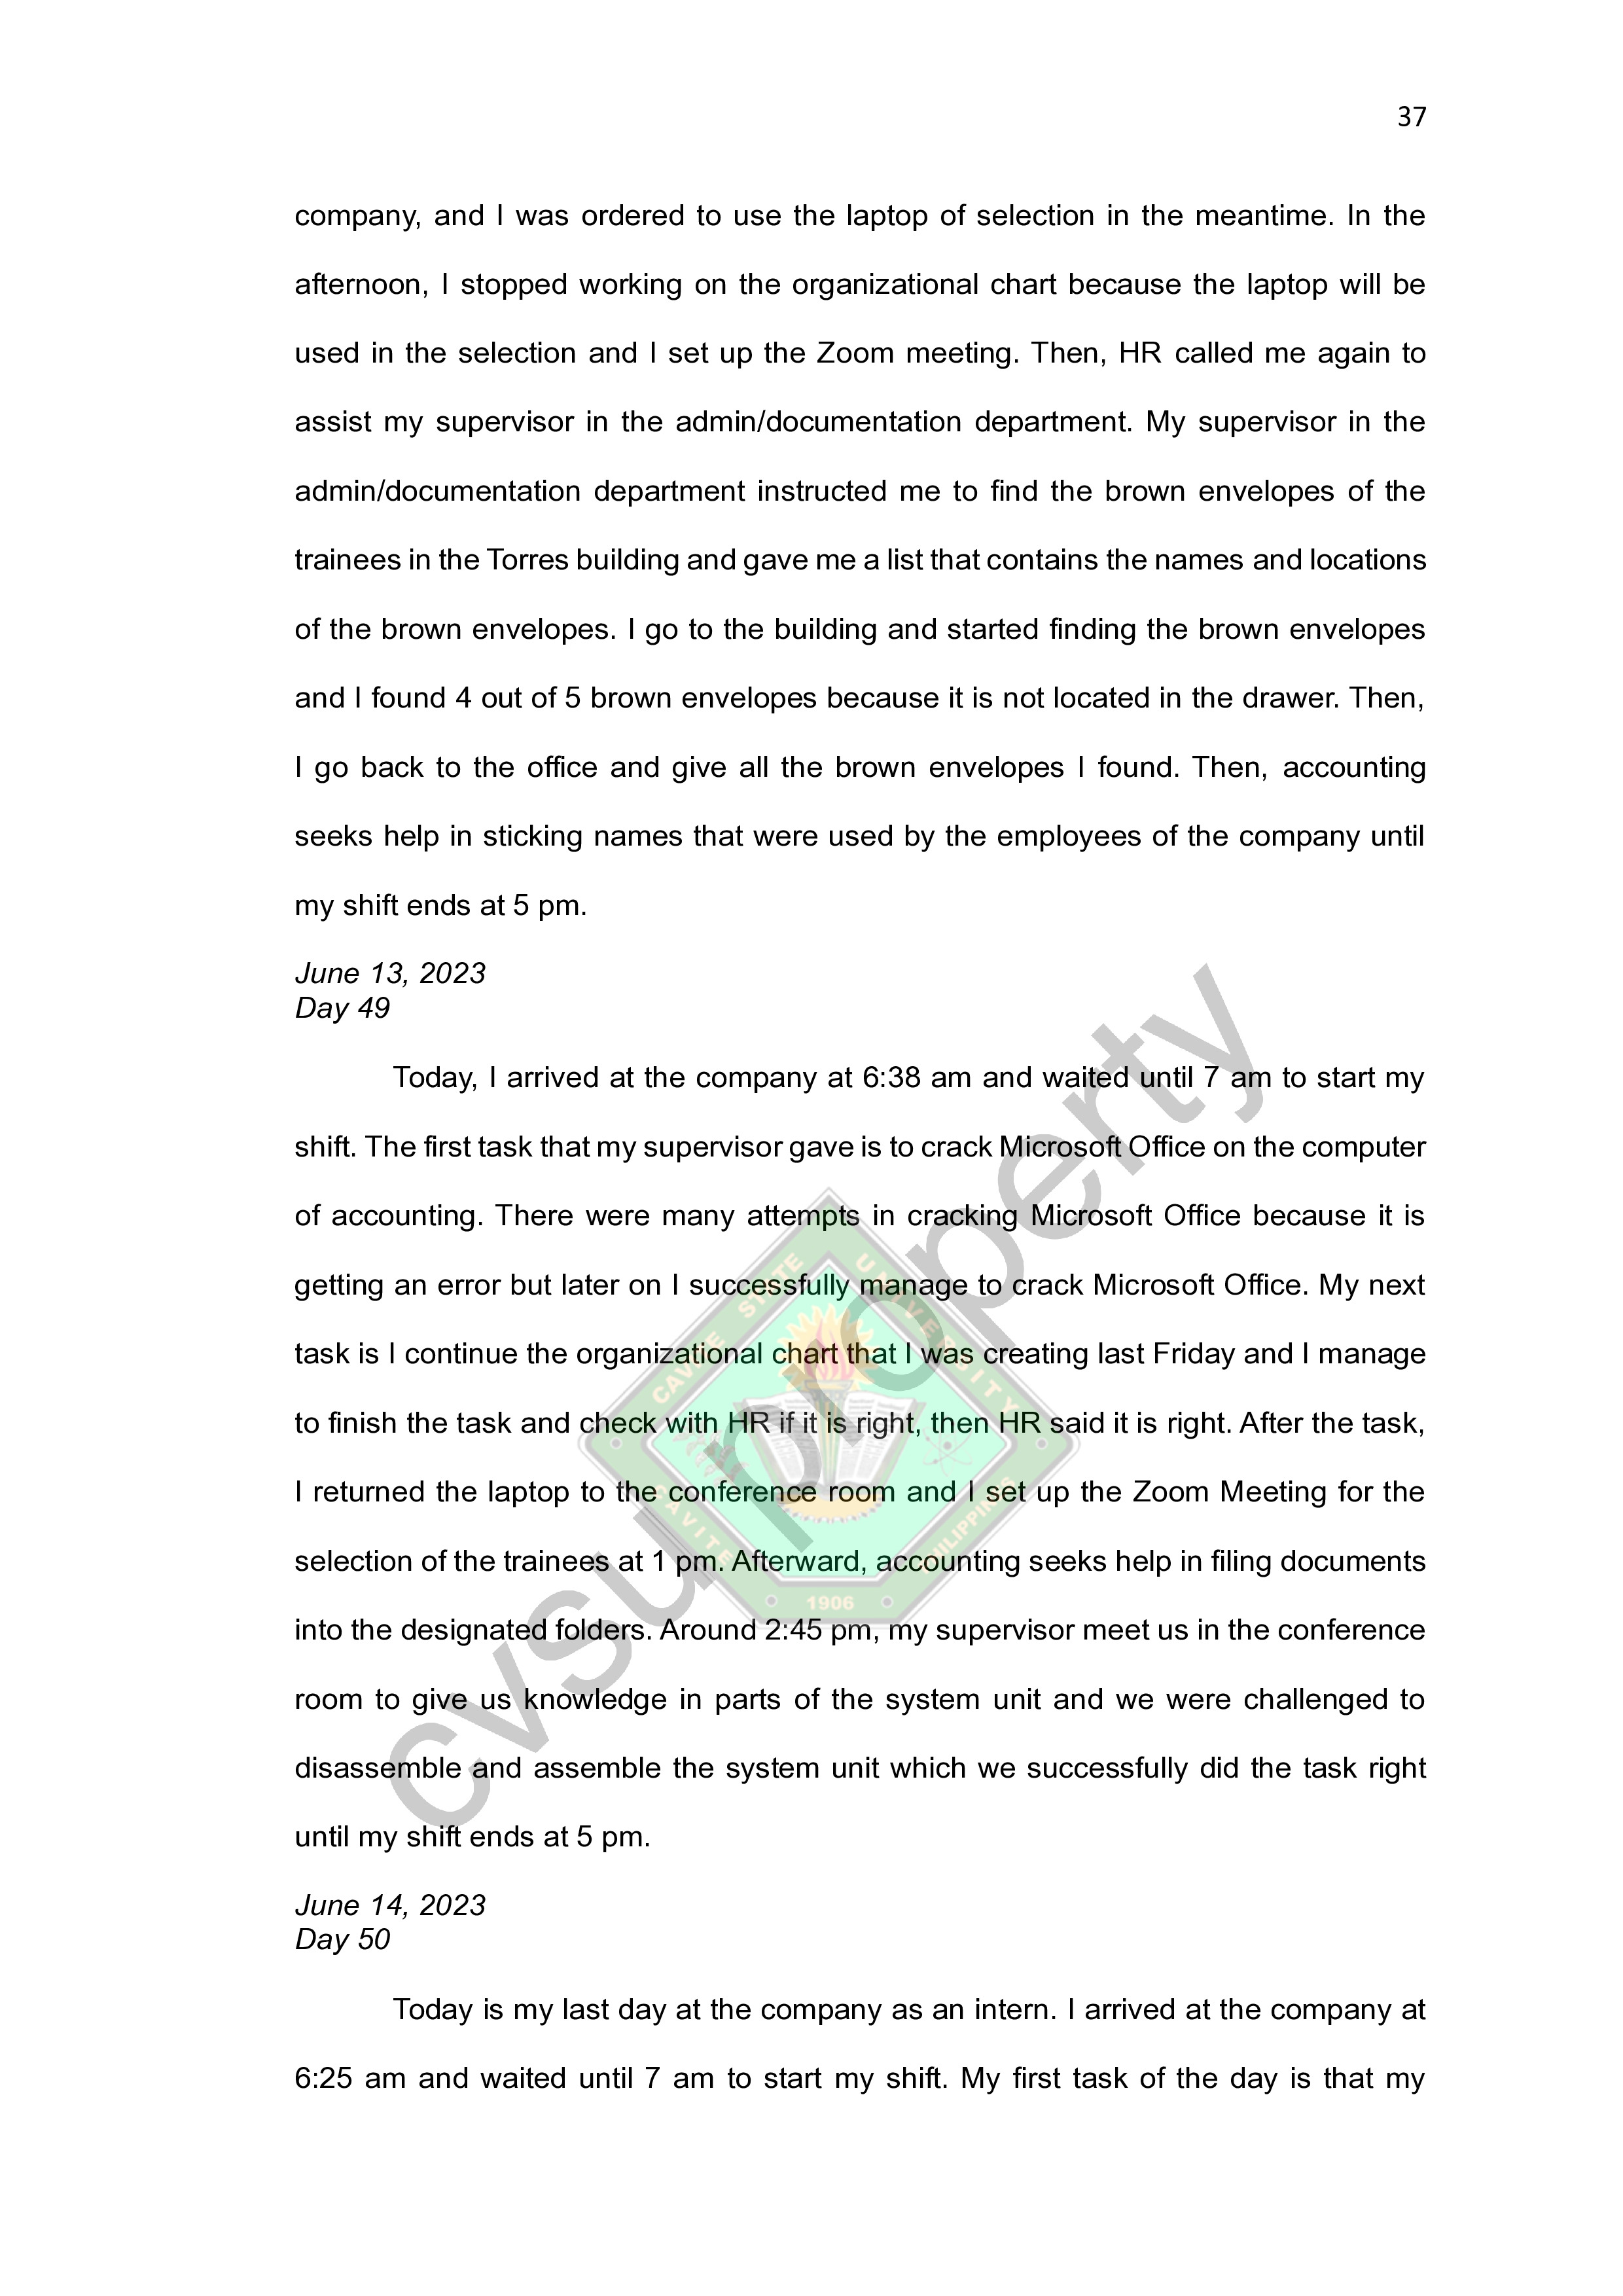 37
company, and I was ordered to use the laptop of selection in the meantime. In the
afternoon, I stopped working on the organizational chart because the laptop will be
used in the selection and I set up the Zoom meeting. Then, HR called me again to
assist my supervisor in the admin/documentation department. My supervisor in the
admin/documentation department instructed me to find the brown envelopes of the
trainees in the Torres building and gave me a list that contains the names and locations
of the brown envelopes. I go to the building and started finding the brown envelopes
and I found 4 out of 5 brown envelopes because it is not located in the drawer. Then,
I go back to the office and give all the brown envelopes I found. Then, accounting
seeks help in sticking names that were used by the employees of the company until
my shift ends at 5 pm.
June 13, 2023
Day 49
Today, I arrived at the company at 6:38 am and waited until 7 am to start my
shift. The first task that my supervisor gave is to crack Microsoft Office on the computer
of accounting. There were many attempts in cracking Microsoft Office because it is
getting an error but later on I successfully manage to crack Microsoft Office. My next
task is I continue the organizational chart that I was creating last Friday and I manage
to finish the task and check with HR if it is right, then HR said it is right. After the task,
I returned the laptop to the conference room and I set up the Zoom Meeting for the
selection of the trainees at 1 pm. Afterward, accounting seeks help in filing documents
into the designated folders. Around 2:45 pm, my supervisor meet us in the conference
room to give us knowledge in parts of the system unit and we were challenged to
disassemble and assemble the system unit which we successfully did the task right
until my shift ends at 5 pm.
June 14, 2023
Day 50
Today is my last day at the company as an intern. I arrived at the company at
6:25 am and waited until 7 am to start my shift. My first task of the day is that my
cvsu property
CAVITE STATE UNIVERSITY
CAVITE
PHILIPPINES
1906